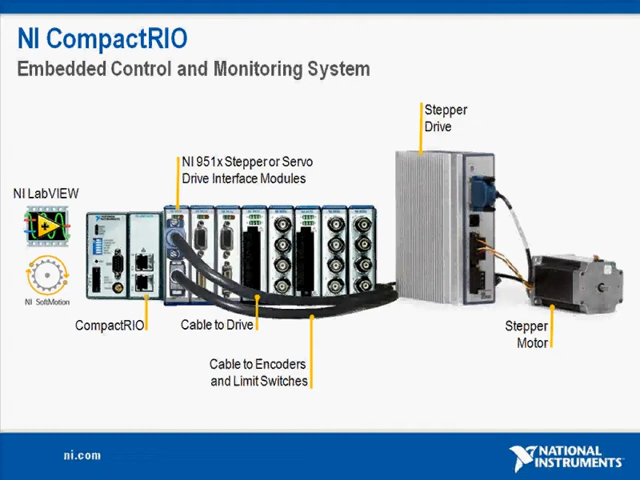 NI CompactRIO
Embedded Control and Monitoring System
Stepper
Drive
NI 951x Stepper or Servo
Drive Interface Modules
NI LabVIEW
NI SoftMotion
CompactRIO
Cable to Drive
Cable to Encoders
and Limit Switches
Stepper
Motor
ni.com
NATIONAL
INSTRUMENTS